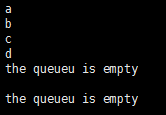 a
b
c
d
the queueu is empty
the queueu is empty